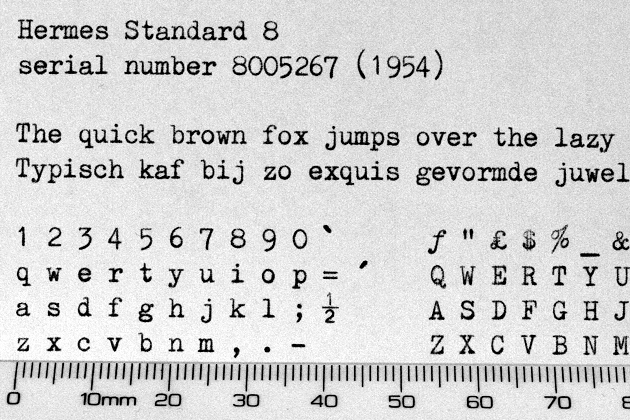 Hermes Standard 8
serial number 8005267 (1954)
The quick brown fox jumps over the lazy
Typisch kaf bij zo exquis gevormde juwel
1 2 3 4 5 6 7 8 9 0 ` ƒ " £ $ % _ &
q w e r t y u i o p = ´ Q W E R T Y U
a s d f g h j k l ; ½ A S D F G H J
z x c v b n m , . - Z X C V B N M
0 10mm 20 30 40 50 60 70 8